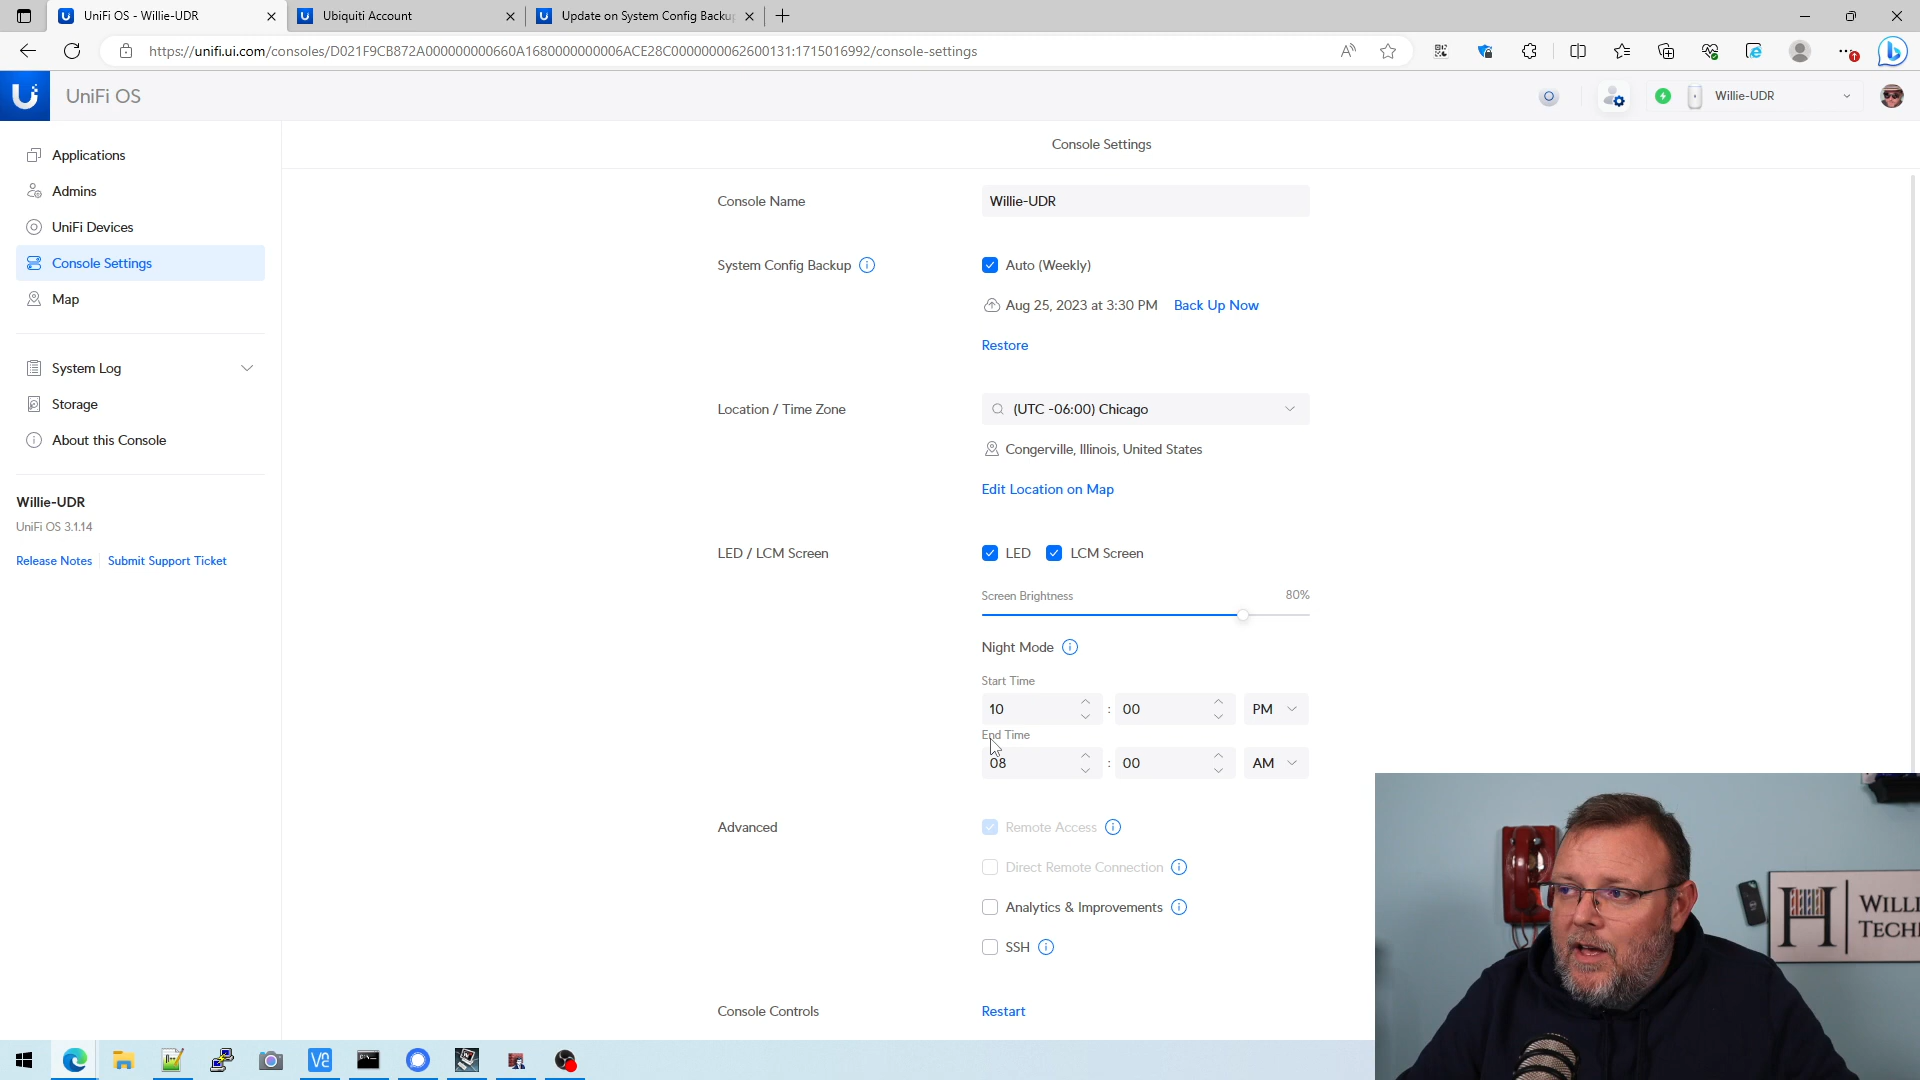 UniFi OS - Willie-UDR
Ubiquiti Account
Update on System Config Backup
https://unifi.ui.com/consoles/D021F9CB872A000000000660A1680000000006ACE28C0000000062600131:1715016992/console-settings
UniFi OS
Willie-UDR
Applications
Admins
UniFi Devices
Console Settings
Map
System Log
Storage
About this Console
Willie-UDR
UniFi OS 3.1.14
Release Notes
Submit Support Ticket
Console Settings
Console Name
Willie-UDR
System Config Backup
Auto (Weekly)
Aug 25, 2023 at 3:30 PM Back Up Now
Restore
Location / Time Zone
(UTC -06:00) Chicago
Congerville, Illinois, United States
Edit Location on Map
LED / LCM Screen
LED LCM Screen
Screen Brightness 80%
Night Mode
Start Time
10 : 00 PM
End Time
08 : 00 AM
Advanced
Remote Access
Direct Remote Connection
Analytics & Improvements
SSH
Console Controls
Restart
WILLI
TECH